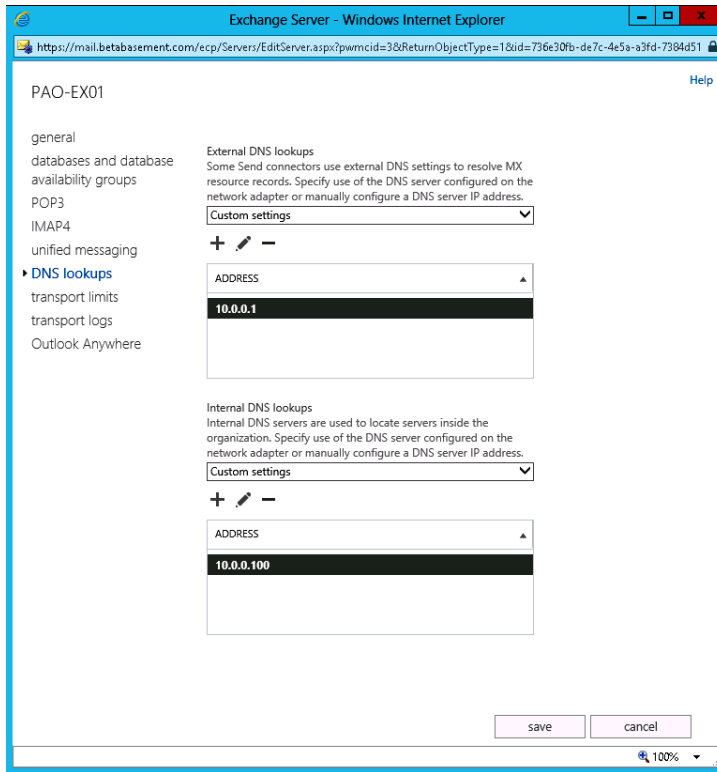 Exchange Server - Windows Internet Explorer
https://mail.betabasement.com/ecp/Servers/EditServer.aspx?pwmcid=3&ReturnObjectType=1&id=736e30fb-de7c-4e5a-a3fd-7384d51
Help
PAO-EX01
general
databases and database
availability groups
POP3
IMAP4
unified messaging
DNS lookups
transport limits
transport logs
Outlook Anywhere
External DNS lookups
Some Send connectors use external DNS settings to resolve MX
resource records. Specify use of the DNS server configured on the
network adapter or manually configure a DNS server IP address.
Custom settings
ADDRESS
10.0.0.1
Internal DNS lookups
Internal DNS servers are used to locate servers inside the
organization. Specify use of the DNS server configured on the
network adapter or manually configure a DNS server IP address.
Custom settings
ADDRESS
10.0.0.100
save
cancel
100%